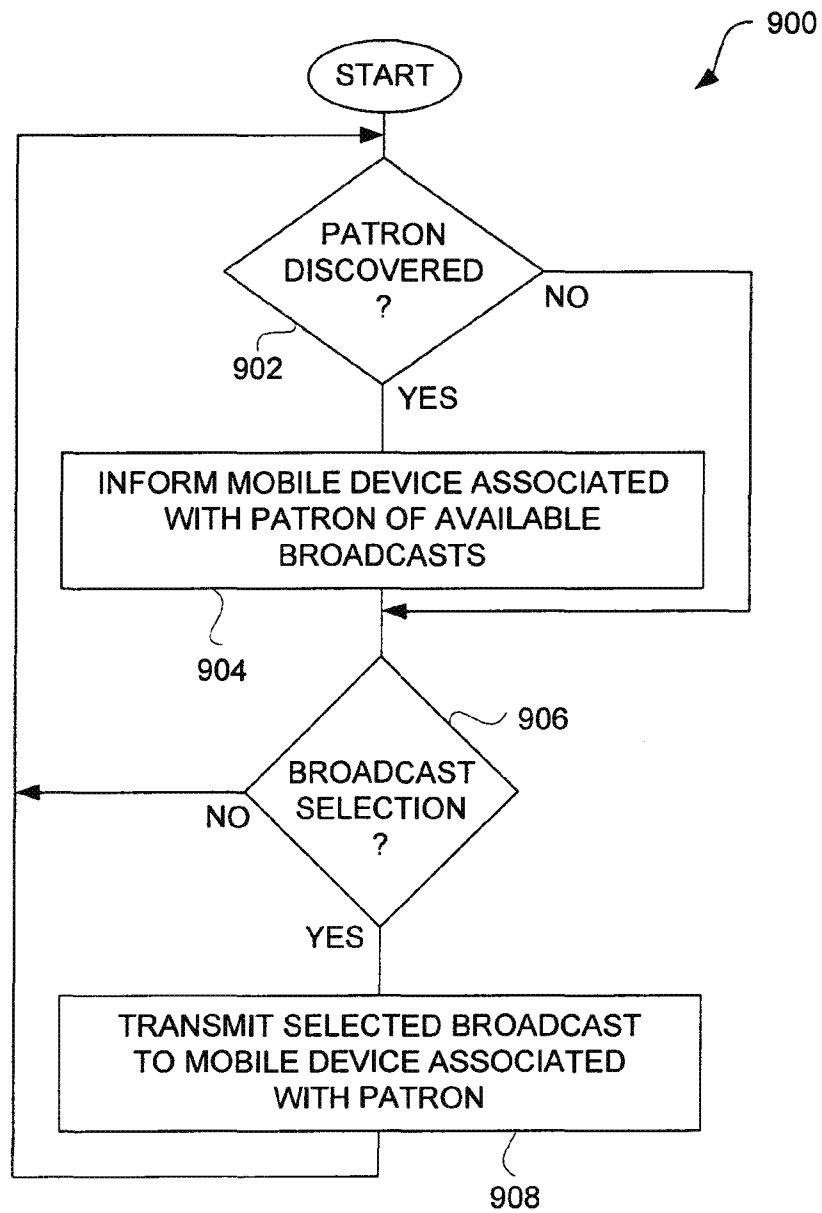 900
START
PATRON
DISCOVERED
?
NO
902
YES
INFORM MOBILE DEVICE ASSOCIATED
WITH PATRON OF AVAILABLE
BROADCASTS
904
906
BROADCAST
SELECTION
?
NO
YES
TRANSMIT SELECTED BROADCAST
TO MOBILE DEVICE ASSOCIATED
WITH PATRON
908